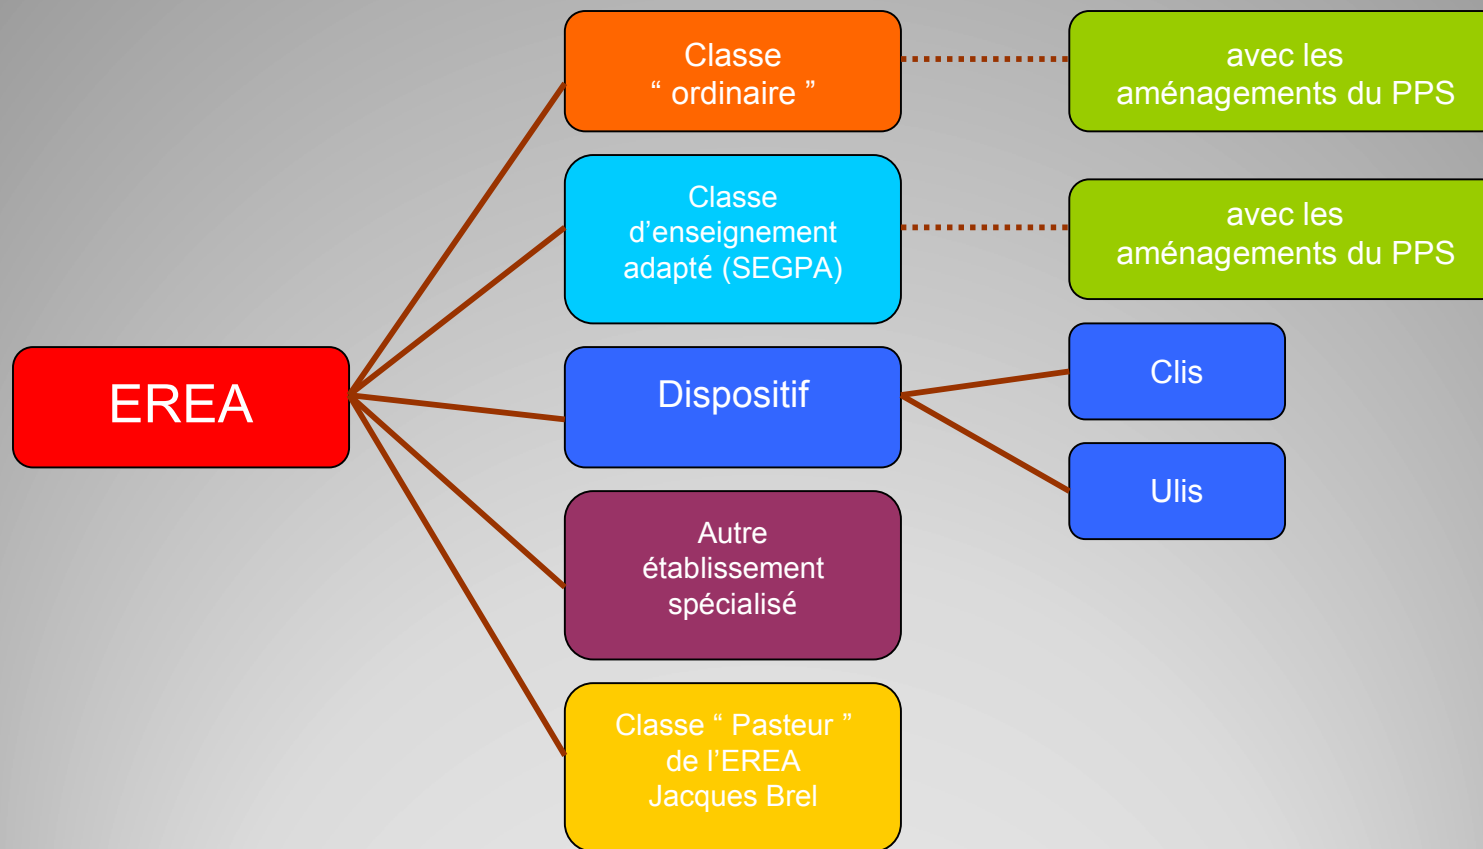 EREA
Classe
“ ordinaire ”
avec les
aménagements du PPS
Classe
d’enseignement
adapté (SEGPA)
avec les
aménagements du PPS
Dispositif
Clis
Ulis
Autre
établissement
spécialisé
Classe “ Pasteur ”
de l’EREA
Jacques Brel